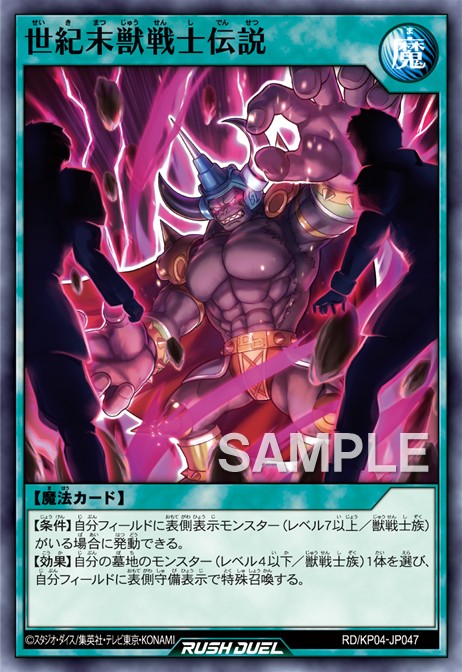 世紀末獣戦士伝説
魔
SAMPLE
【魔法カード】
【条件】自分フィールドに表側表示モンスター(レベル7以上／獣戦士族)
がいる場合に発動できる。
【効果】自分の墓地のモンスター(レベル4以下／獣戦士族)1体を選び、
自分フィールドに表側守備表示で特殊召喚する。
©スタジオ・ダイス/集英社・テレビ東京・KONAMI
RUSH DUEL
RD/KP04-JP047